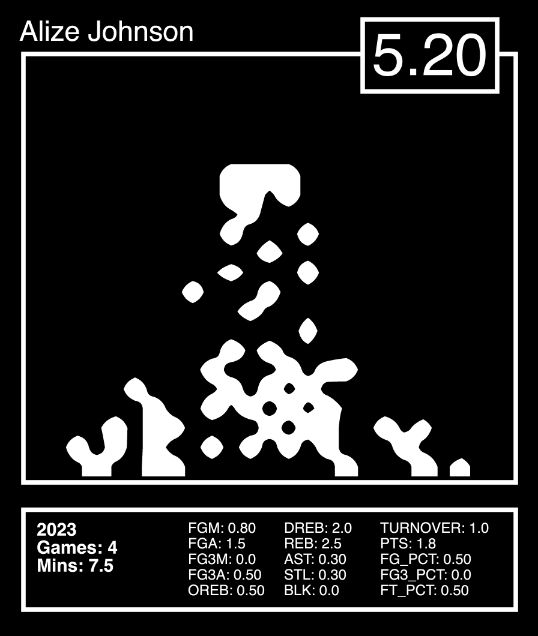 Alize Johnson
5.20
2023
Games: 4
Mins: 7.5
FGM: 0.80
FGA: 1.5
FG3M: 0.0
FG3A: 0.50
OREB: 0.50
DREB: 2.0
REB: 2.5
AST: 0.30
STL: 0.30
BLK: 0.0
TURNOVER: 1.0
PTS: 1.8
FG_PCT: 0.50
FG3_PCT: 0.0
FT_PCT: 0.50